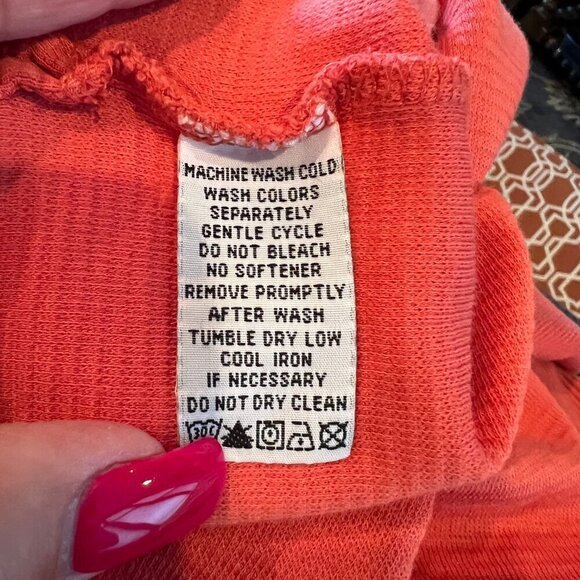 MACHINE WASH COLD
WASH COLORS
SEPARATELY
GENTLE CYCLE
DO NOT BLEACH
NO SOFTENER
REMOVE PROMPTLY
AFTER WASH
TUMBLE DRY LOW
COOL IRON
IF NECESSARY
DO NOT DRY CLEAN
30C